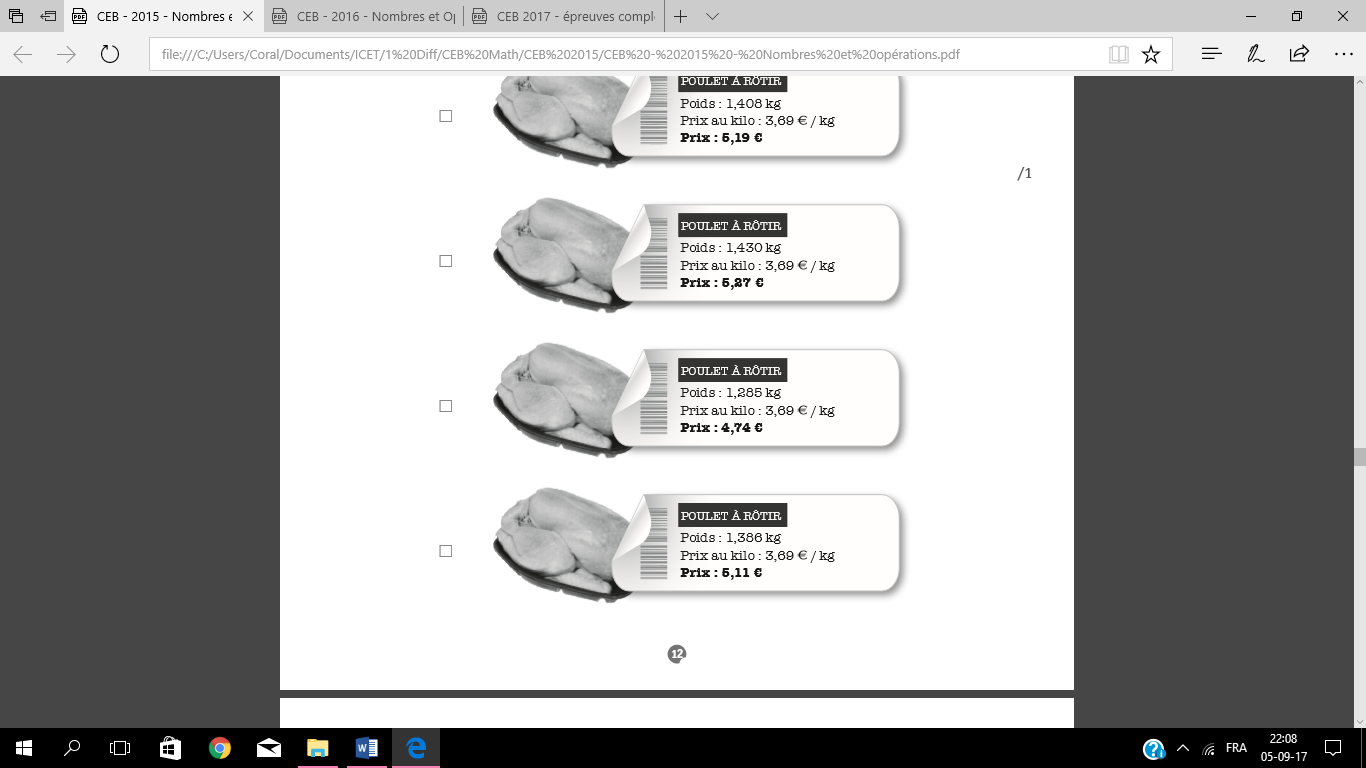 CEB - 2015 - Nombres e
CEB - 2016 - Nombres et Op
CEB 2017 - épreuves compl
file:///C:/Users/Coral/Documents/ICET/1%20Diff/CEB%20Math/CEB%202015/CEB%20-%202015%20-%20Nombres%20et%20opérations.pdf
POULET À RÔTIR
Poids : 1,408 kg
Prix au kilo : 3,69 € / kg
Prix : 5,19 €
/1
POULET À RÔTIR
Poids : 1,430 kg
Prix au kilo : 3,69 € / kg
Prix : 5,27 €
POULET À RÔTIR
Poids : 1,285 kg
Prix au kilo : 3,69 € / kg
Prix : 4,74 €
POULET À RÔTIR
Poids : 1,386 kg
Prix au kilo : 3,69 € / kg
Prix : 5,11 €
12
FRA
22:08
05-09-17